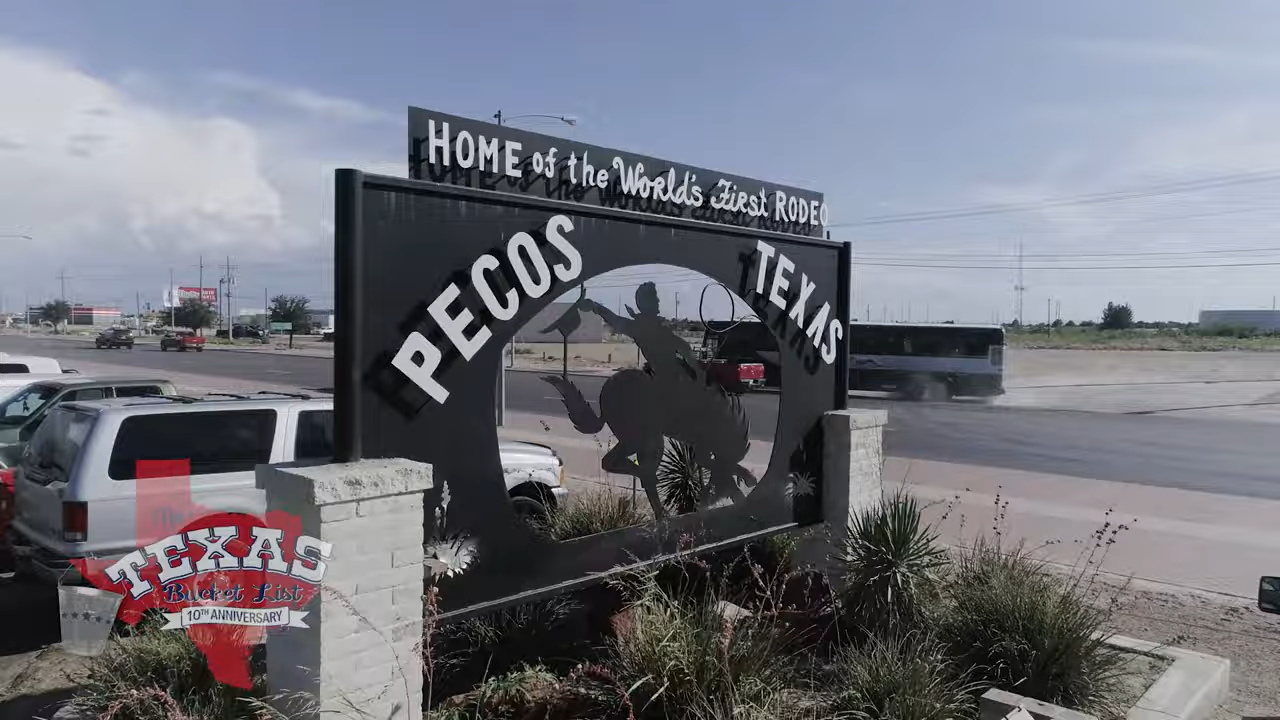 HOME of the World's First RODEO
PECOS TEXAS
The
TEXAS
Bucket List
10TH ANNIVERSARY